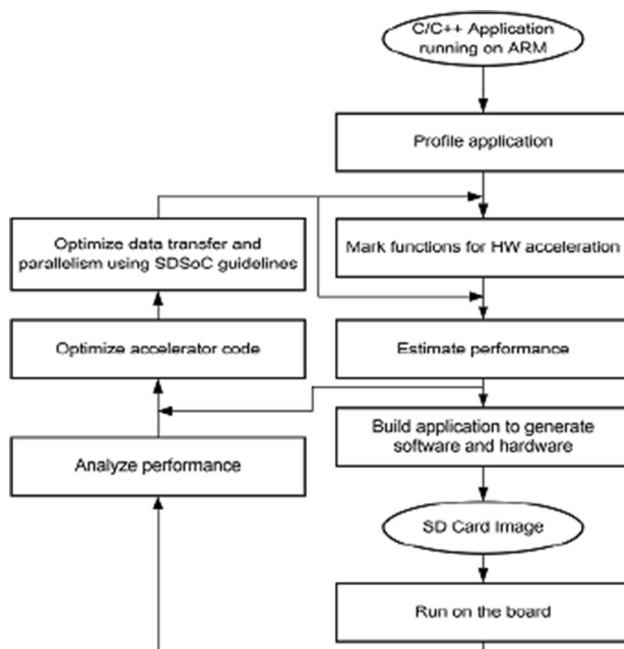 C/C++ Application
running on ARM
Profile application
Optimize data transfer and
parallelism using SDSoC guidelines
Mark functions for HW acceleration
Optimize accelerator code
Estimate performance
Analyze performance
Build application to generate
software and hardware
SD Card Image
Run on the board